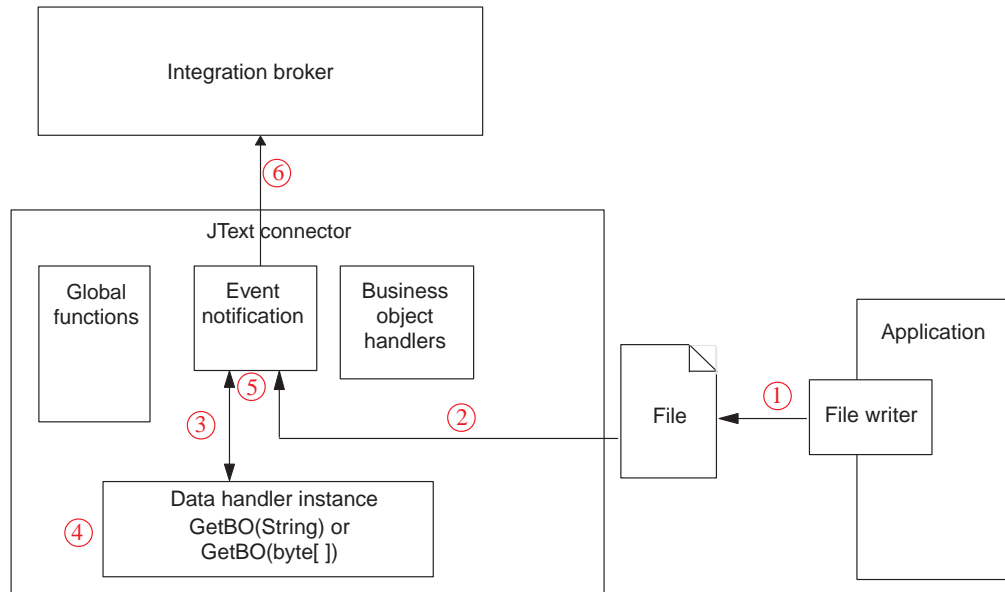 Integration broker
⑥
JText connector
Global
functions
Event
notification
Business
object
handlers
Application
⑤
③
②
File
①
File writer
④
Data handler instance
GetBO(String) or
GetBO(byte[ ])